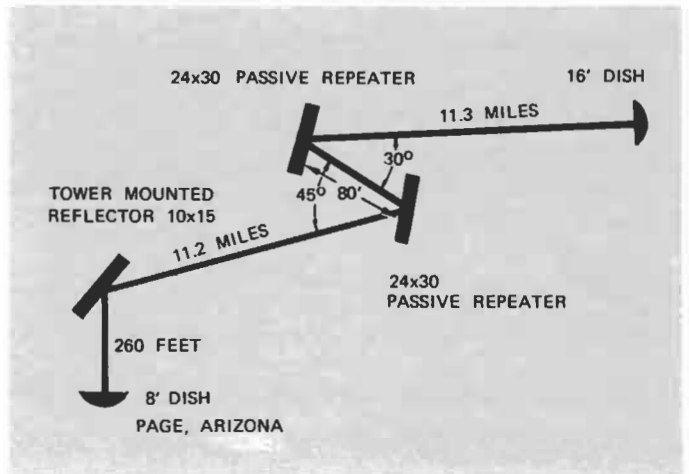 24x30 PASSIVE REPEATER
16' DISH
11.3 MILES
30°
TOWER MOUNTED
REFLECTOR 10x15
45°
80'
11.2 MILES
24x30
PASSIVE REPEATER
260 FEET
8' DISH
PAGE, ARIZONA